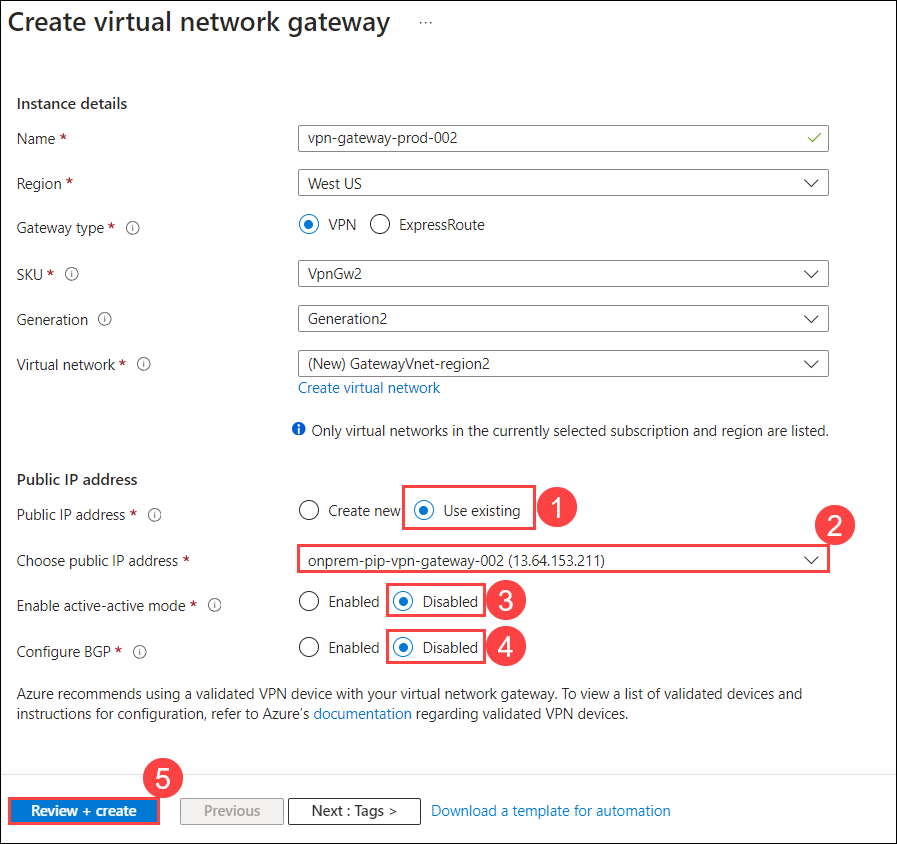 Create virtual network gateway ...
Instance details
Name * vpn-gateway-prod-002
Region * West US
Gateway type * VPN ExpressRoute
SKU * VpnGw2
Generation Generation2
Virtual network * (New) GatewayVnet-region2
Create virtual network
Only virtual networks in the currently selected subscription and region are listed.
Public IP address
Public IP address * Create new Use existing 1
2
Choose public IP address * onprem-pip-vpn-gateway-002 (13.64.153.211)
Enable active-active mode * Enabled Disabled 3
Configure BGP * Enabled Disabled 4
Azure recommends using a validated VPN device with your virtual network gateway. To view a list of validated devices and
instructions for configuration, refer to Azure's documentation regarding validated VPN devices.
5
Review + create Previous Next : Tags > Download a template for automation